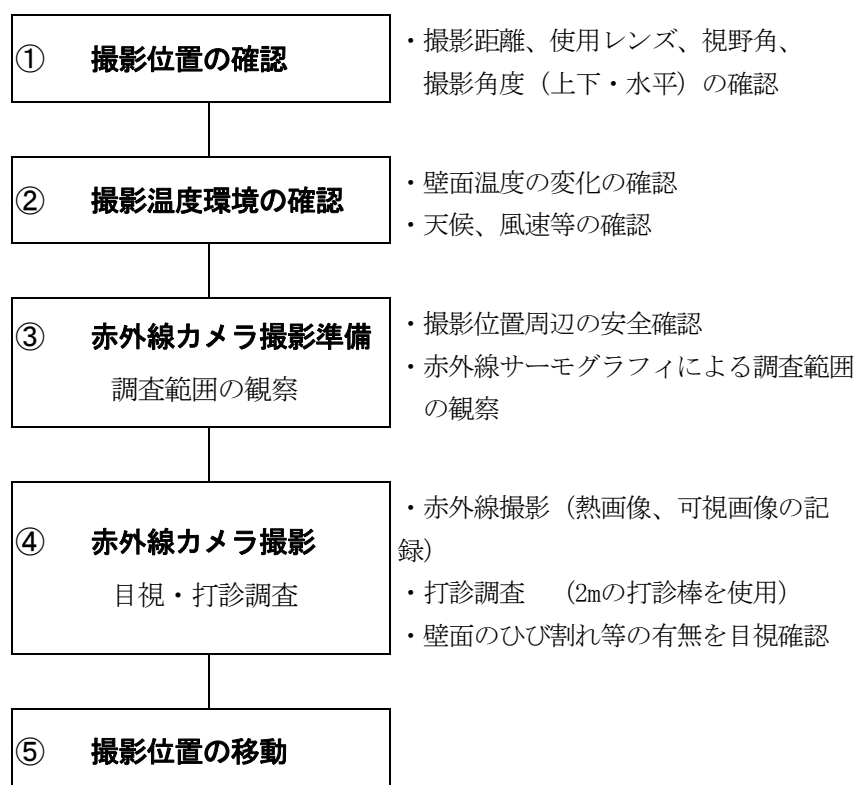 ① 撮影位置の確認
・撮影距離、使用レンズ、視野角、
撮影角度（上下・水平）の確認
② 撮影温度環境の確認
・壁面温度の変化の確認
・天候、風速等の確認
③ 赤外線カメラ撮影準備
調査範囲の観察
・撮影位置周辺の安全確認
・赤外線サーモグラフィによる調査範囲
の観察
④ 赤外線カメラ撮影
目視・打診調査
・赤外線撮影（熱画像、可視画像の記
録）
・打診調査　（2mの打診棒を使用）
・壁面のひび割れ等の有無を目視確認
⑤ 撮影位置の移動